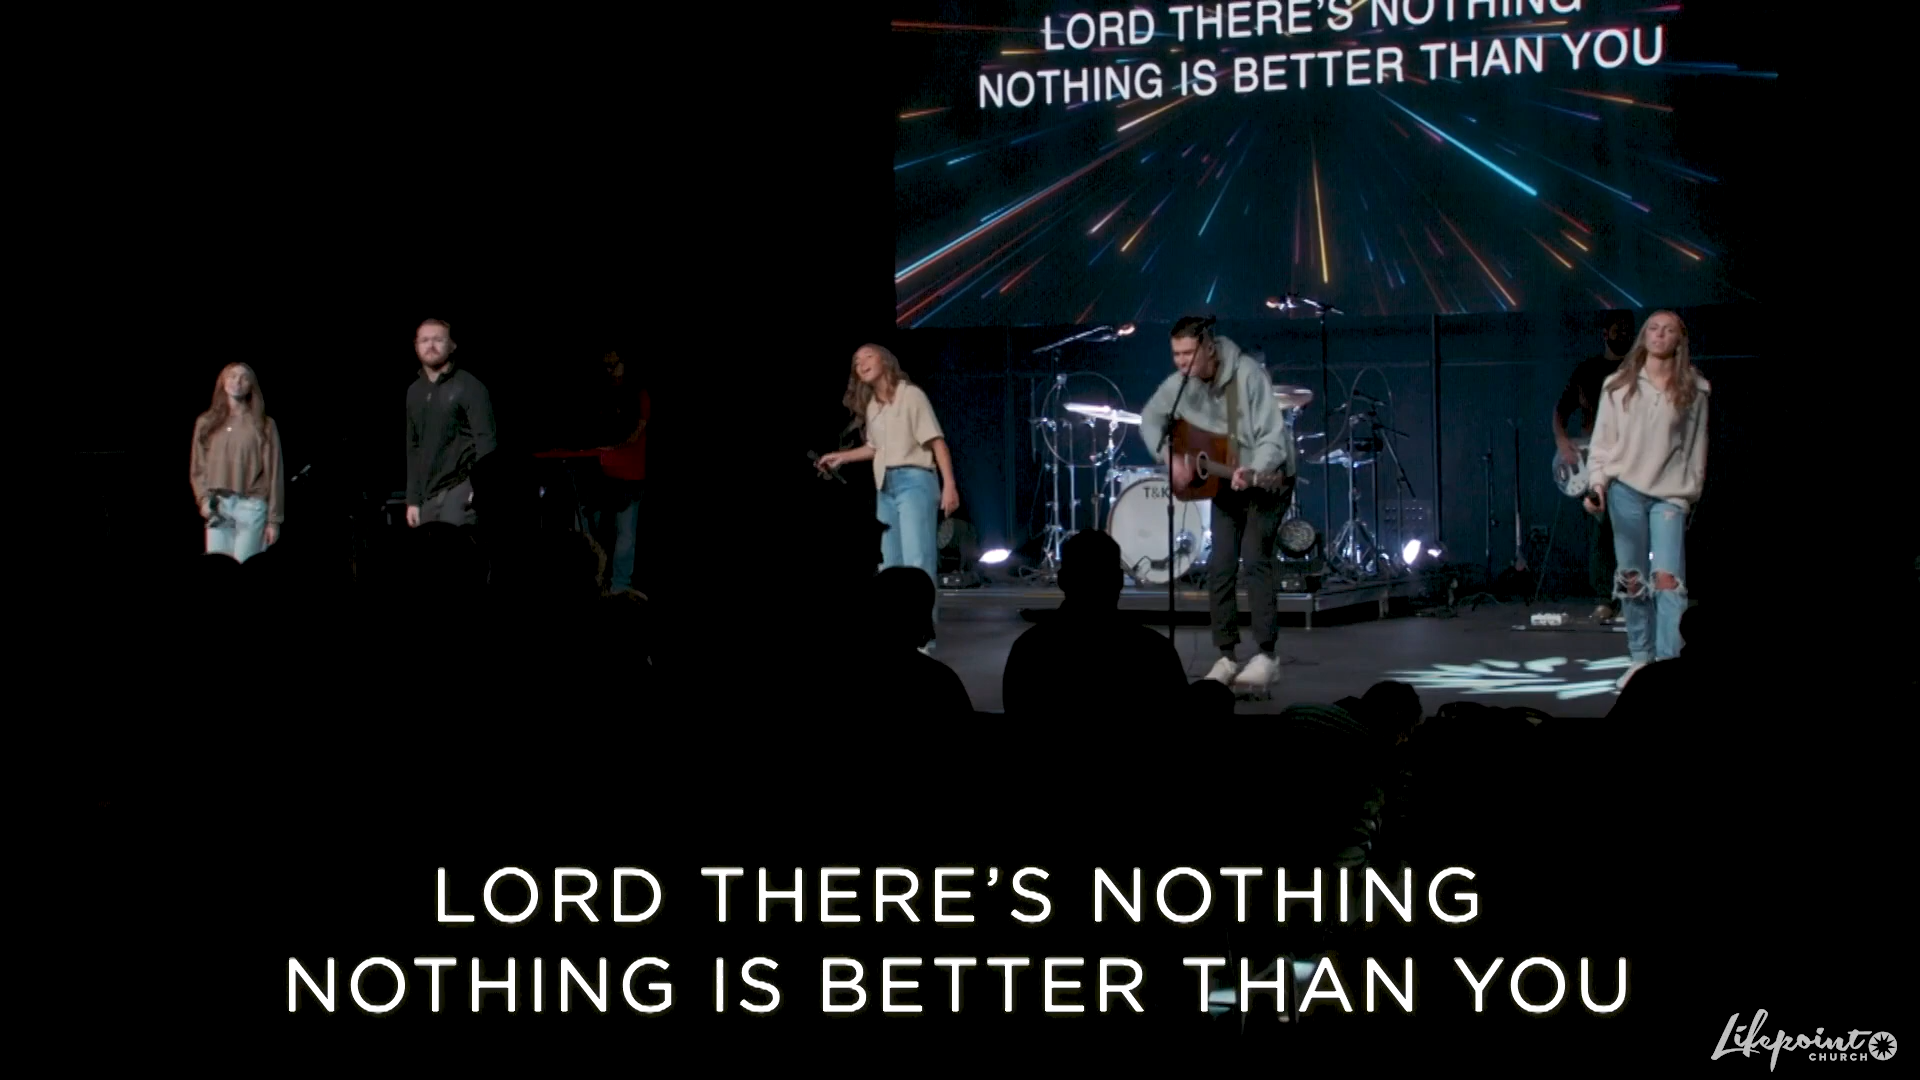 LORD THERE'S NOTHING
NOTHING IS BETTER THAN YOU
T&K
LORD THERE'S NOTHING
NOTHING IS BETTER THAN YOU
Lifepoint
CHURCH